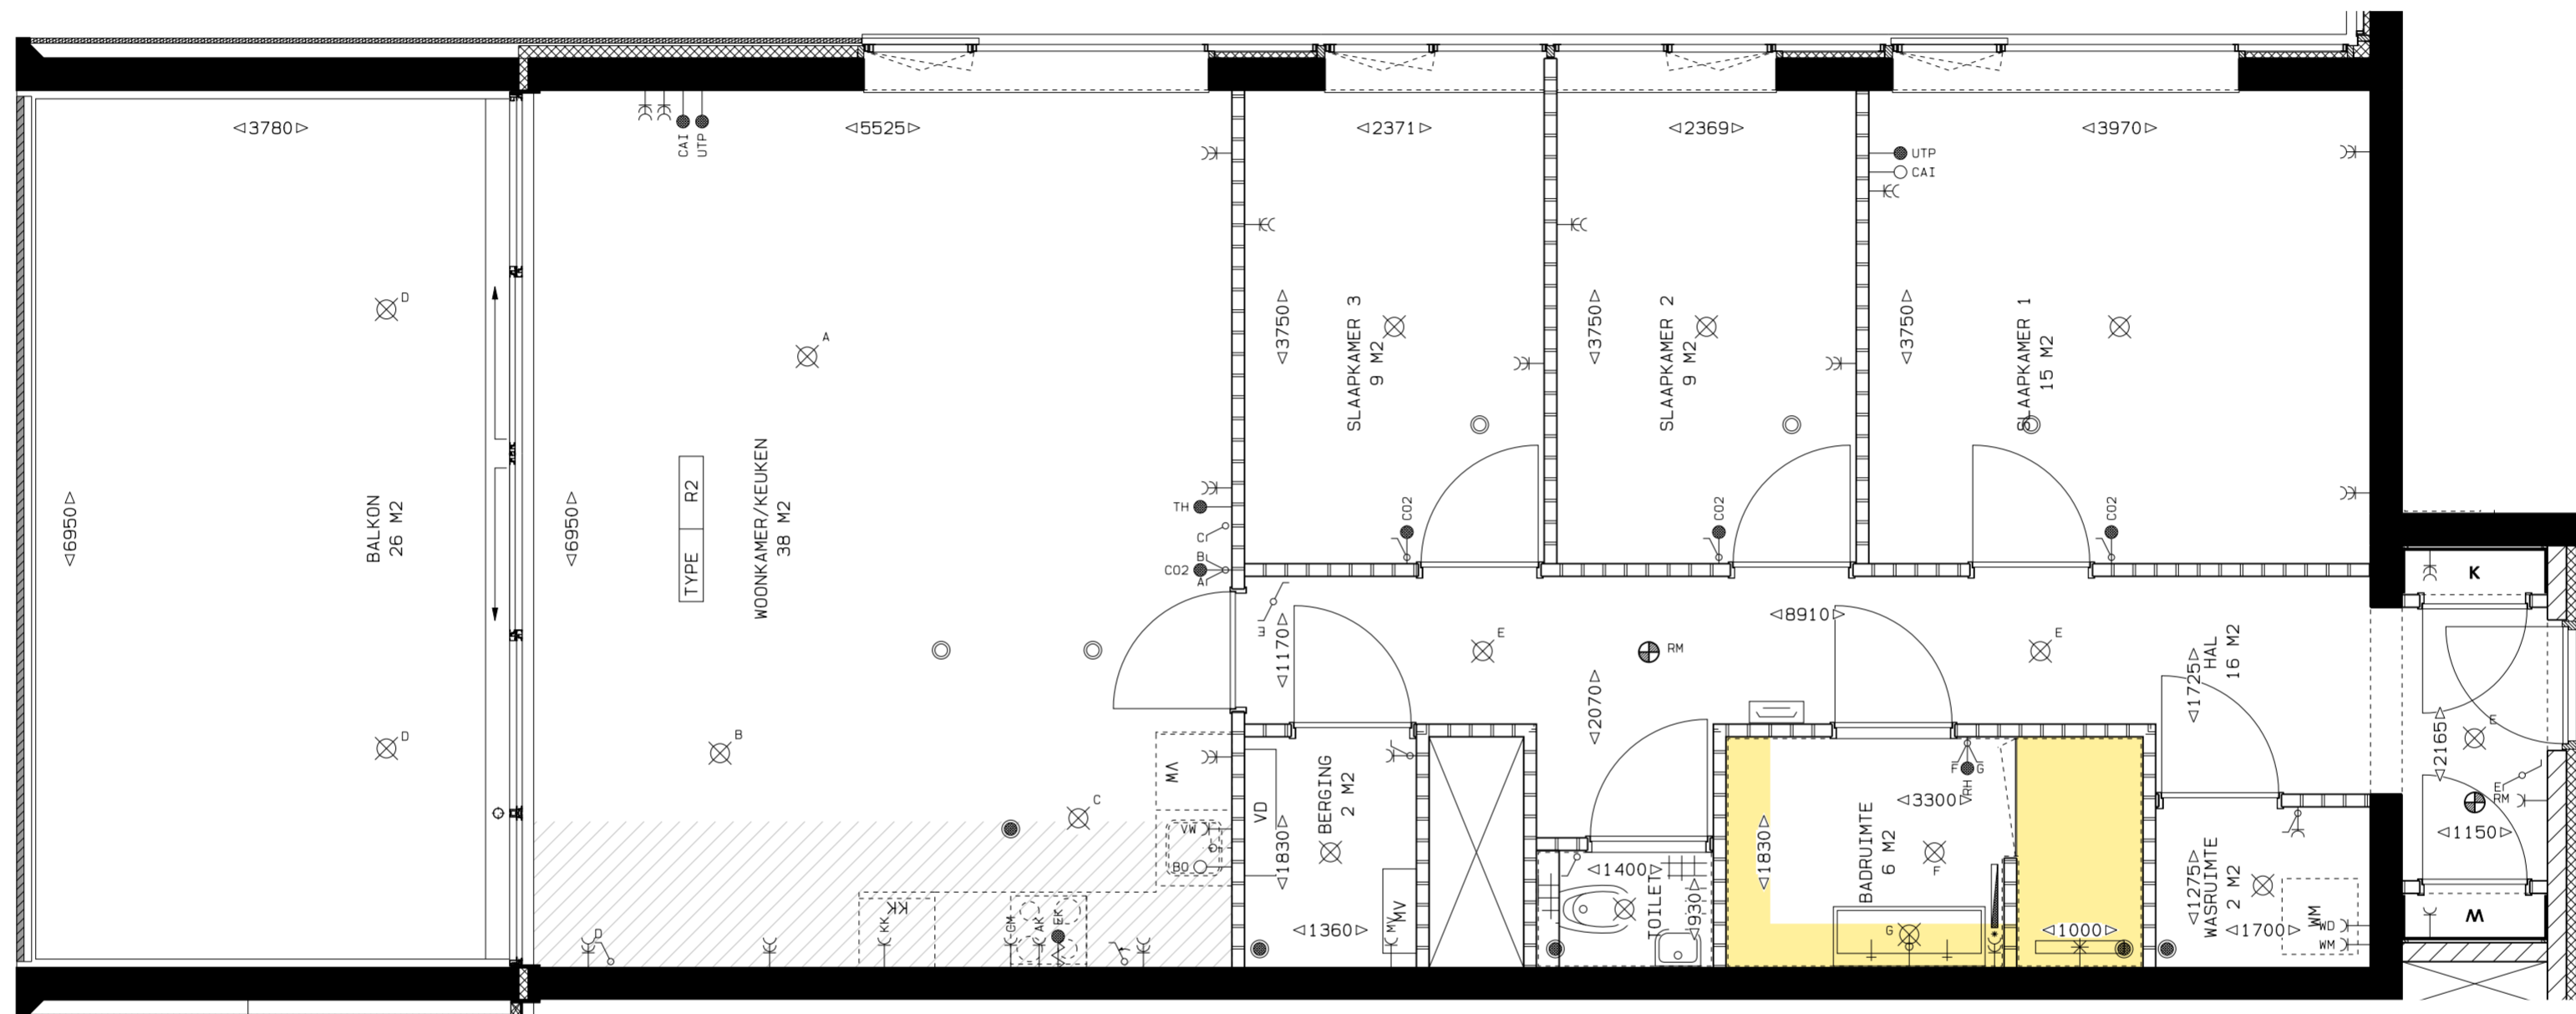 3780
5525
2371
2369
3970
CAI
UTP
UTP
CAI
D
A
3750
SLAAPKAMER 3
9 M2
3750
SLAAPKAMER 2
9 M2
3750
SLAAPKAMER 1
15 M2
6950
BALKON
26 M2
6950
TYPE R2
WOONKAMER/KEUKEN
38 M2
TH
C
B
CO2
A
CO2
CO2
CO2
K
E
1170
E
RM
8910
E
2070
1725
HAL
16 M2
D
B
C
VW
VW
BO
VD
BERGING
2 M2
1830
1360
MV
MV
1400
TOILET
930
1830
BADRUIMTE
6 M2
3300
F
G
RH
F
G
1000
1275
WASRUIMTE
2 M2
1700
WM
WD
WM
2165
E
E
RM
1150
W
D
KK
KK
GM
AK
EK